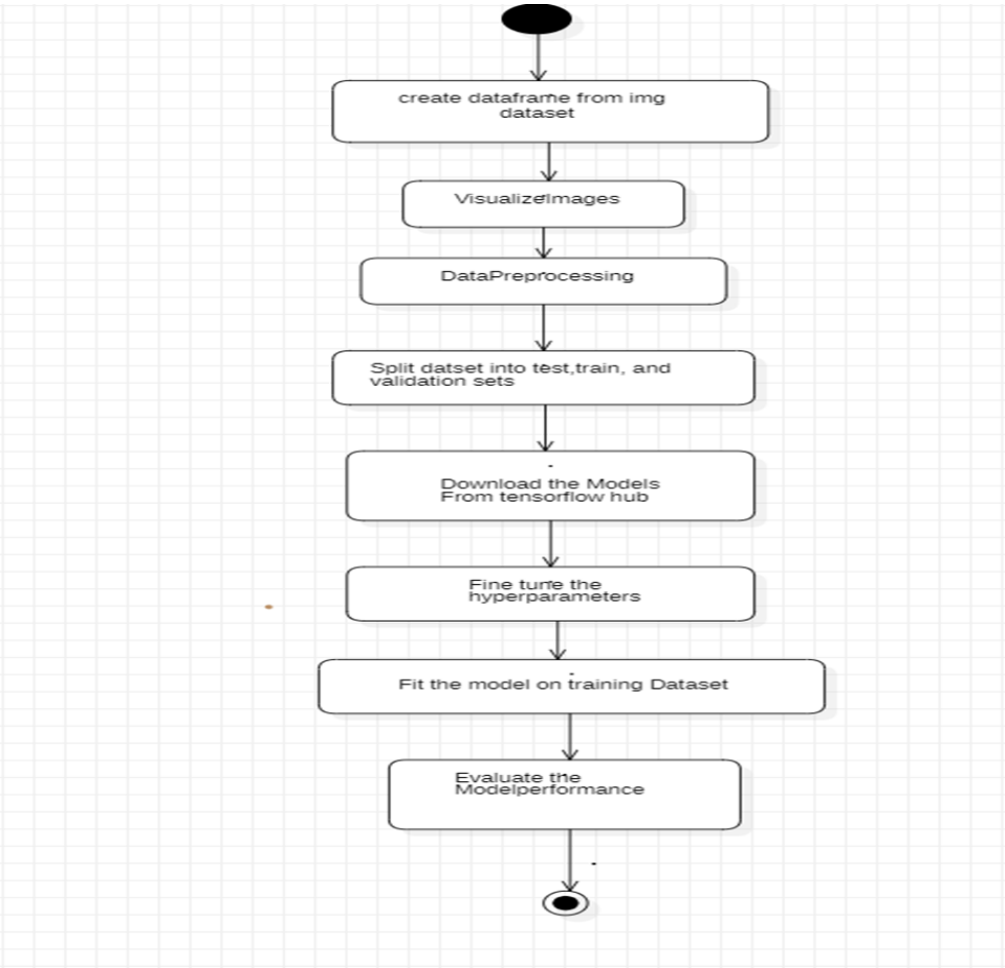 create dataframe from img
dataset
VisualizeImages
DataPreprocessing
Split datset into test,train, and
validation sets
Download the Models
From tensorflow hub
Fine tune the
hyperparameters
Fit the model on training Dataset
Evaluate the
Modelperformance